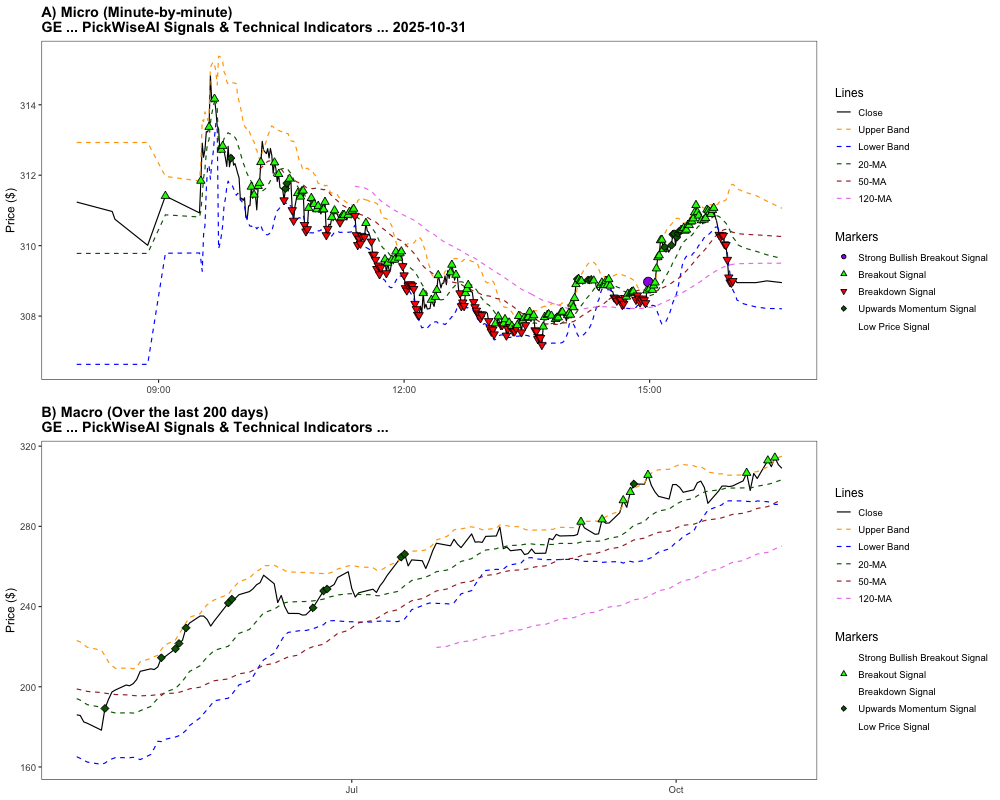 A) Micro (Minute-by-minute)
GE ... PickWiseAI Signals & Technical Indicators ... 2025-10-31
Price ($)
314
312
310
308
09:00
12:00
15:00
Lines
Close
Upper Band
Lower Band
20-MA
50-MA
120-MA
Markers
Strong Bullish Breakout Signal
Breakout Signal
Breakdown Signal
Upwards Momentum Signal
Low Price Signal
B) Macro (Over the last 200 days)
GE ... PickWiseAI Signals & Technical Indicators ...
Price ($)
320
280
240
200
160
Jul
Oct
Lines
Close
Upper Band
Lower Band
20-MA
50-MA
120-MA
Markers
Strong Bullish Breakout Signal
Breakout Signal
Breakdown Signal
Upwards Momentum Signal
Low Price Signal